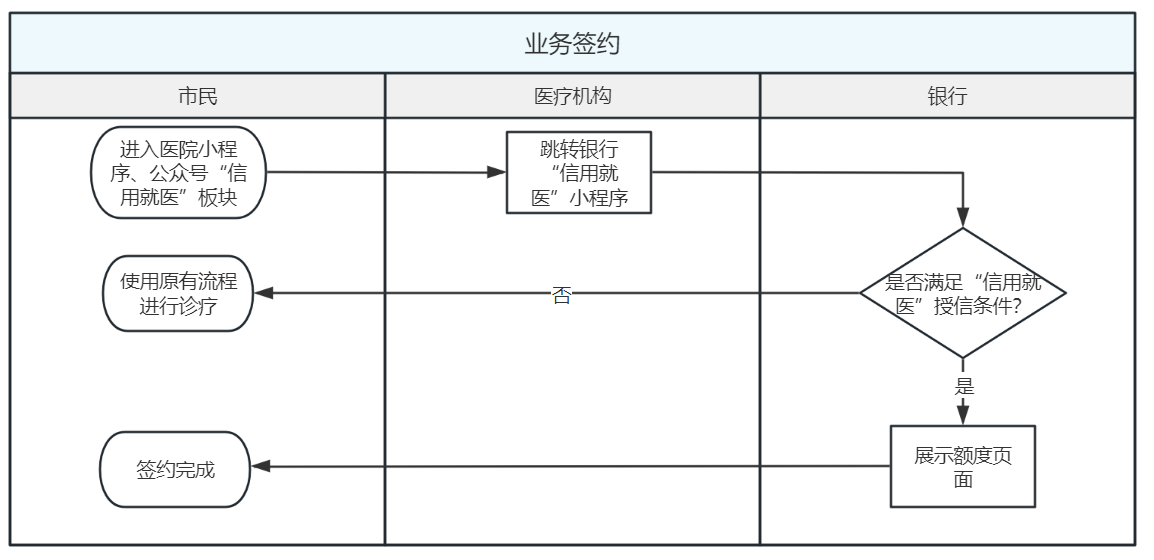 业务签约
市民
医疗机构
银行
进入医院小程
序、公众号“信
用就医”板块
跳转银行
“信用就
医”小程序
是否满足“信用就
医”授信条件？
否
使用原有流程
进行诊疗
是
展示额度页
面
签约完成